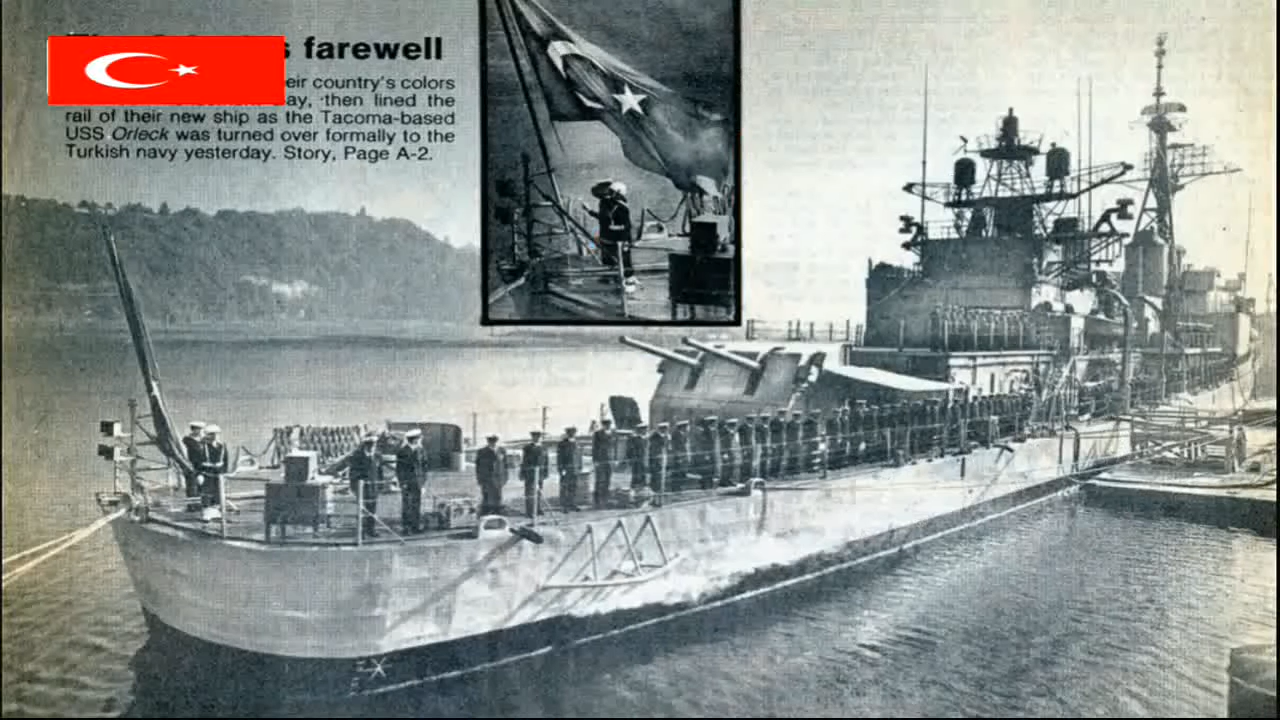 s farewell
eir country's colors
ay, then lined the
rail of their new ship as the Tacoma-based
USS Orleck was turned over formally to the
Turkish navy yesterday. Story, Page A-2.